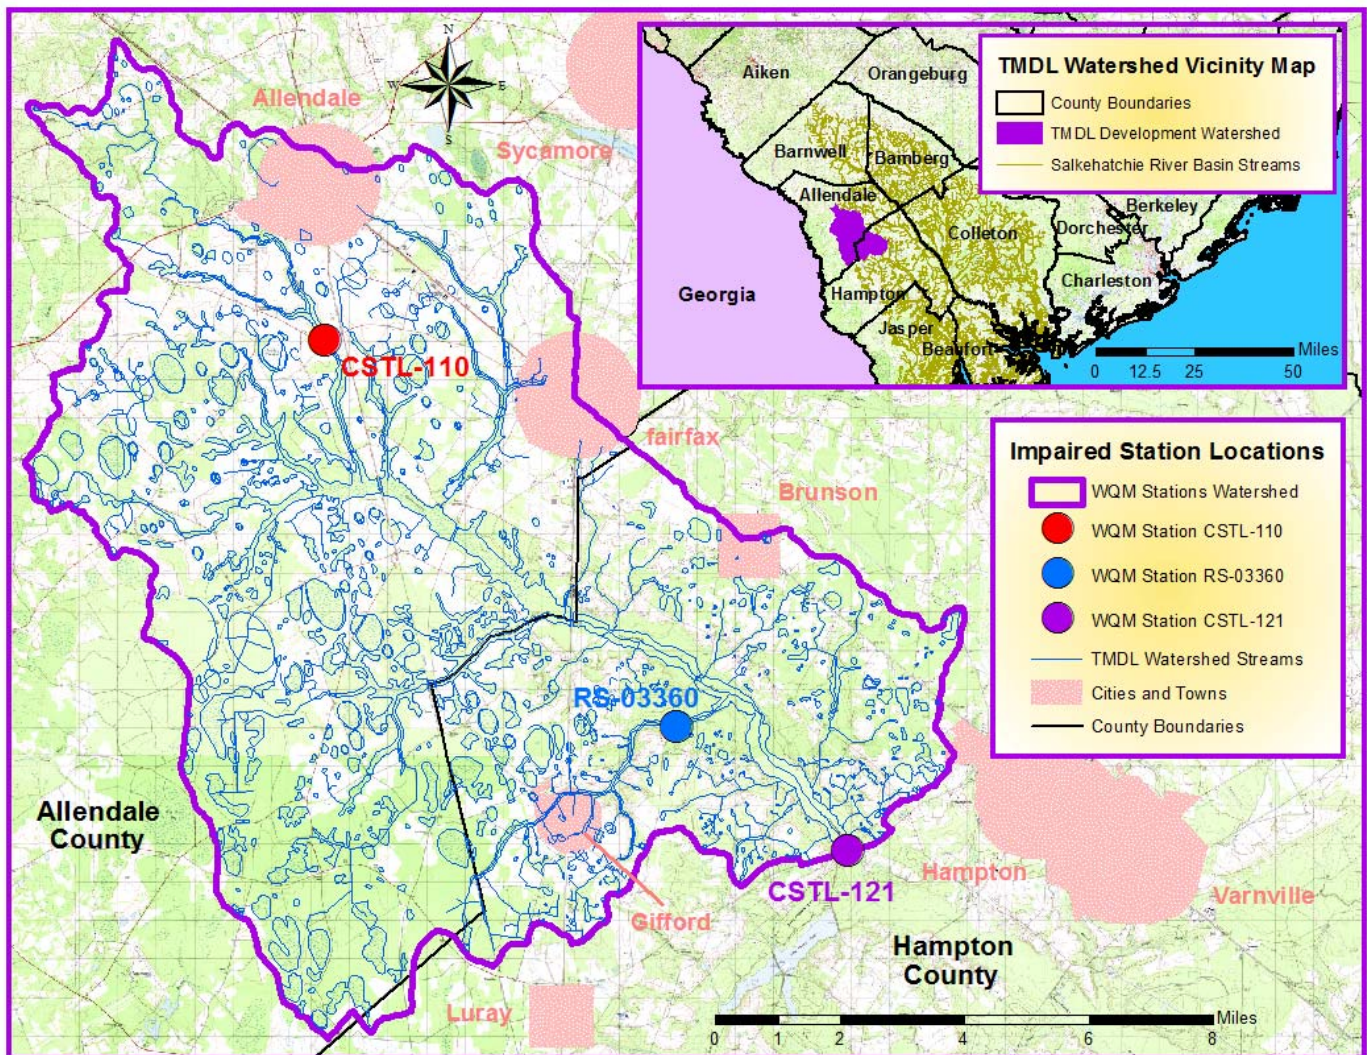 N
W
E
S
Allendale
Sycamore
CSTL-110
fairfax
Brunson
RS-03360
Allendale
County
Gifford
CSTL-121
Hampton
Varnville
Hampton
County
Luray
Miles
0 2 4 6 8
TMDL Watershed Vicinity Map
County Boundaries
TMDL Development Watershed
Salkehatchie River Basin Streams
Aiken
Orangeburg
Barnwell
Bamberg
Allendale
Berkeley
Dorchester
Colleton
Charleston
Georgia
Hampton
Jasper
Beaufort
Miles
0 12.5 25 50
Impaired Station Locations
WQM Stations Watershed
WQM Station CSTL-110
WQM Station RS-03360
WQM Station CSTL-121
TMDL Watershed Streams
Cities and Towns
County Boundaries